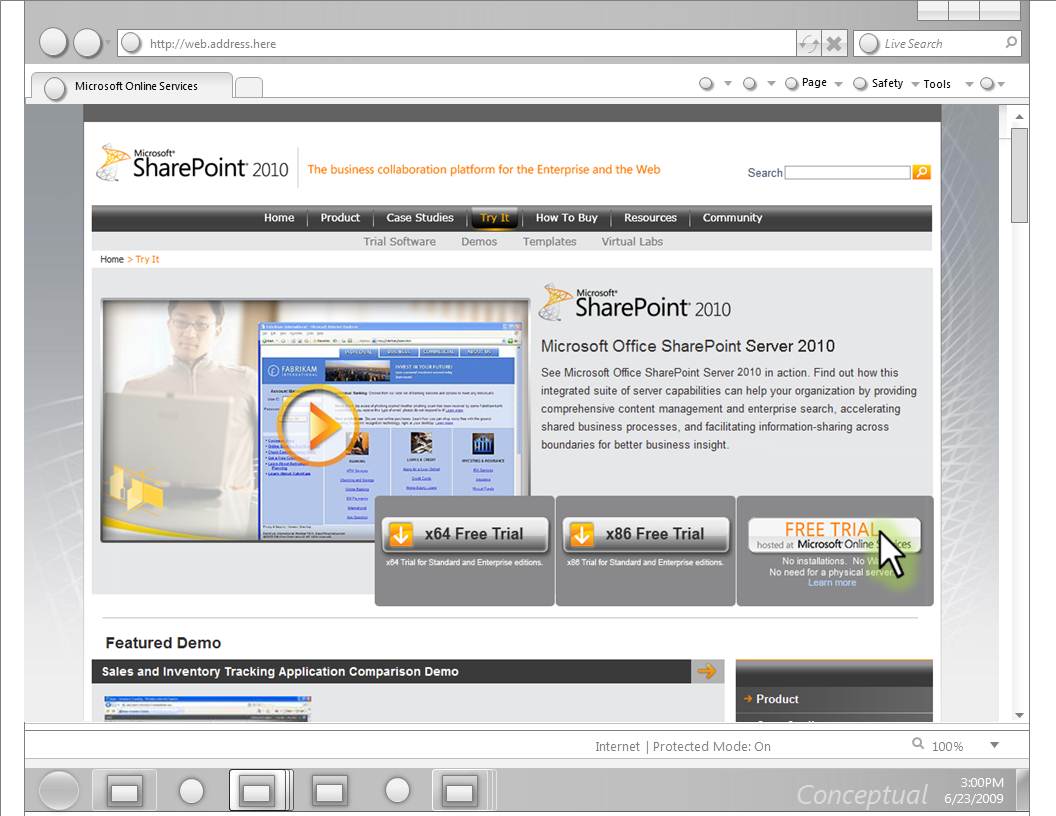 http://web.address.here
Live Search
Microsoft Online Services
Page
Safety
Tools
Microsoft®
SharePoint® 2010
The business collaboration platform for the Enterprise and the Web
Search
Home
Product
Case Studies
Try It
How To Buy
Resources
Community
Trial Software
Demos
Templates
Virtual Labs
Home > Try It
FABRIKAM
INTERNATIONAL
INVEST IN YOUR FUTURE!
Microsoft®
SharePoint® 2010
Microsoft Office SharePoint Server 2010
See Microsoft Office SharePoint Server 2010 in action. Find out how this
integrated suite of server capabilities can help your organization by providing
comprehensive content management and enterprise search, accelerating
shared business processes, and facilitating information-sharing across
boundaries for better business insight.
x64 Free Trial
x64 Trial for Standard and Enterprise editions.
x86 Free Trial
x86 Trial for Standard and Enterprise editions.
FREE TRIAL
hosted at Microsoft Online Services
No installations. No
No need for a physical server
Learn more
Featured Demo
Sales and Inventory Tracking Application Comparison Demo
Product
Internet | Protected Mode: On
100%
Conceptual
3:00PM
6/23/2009